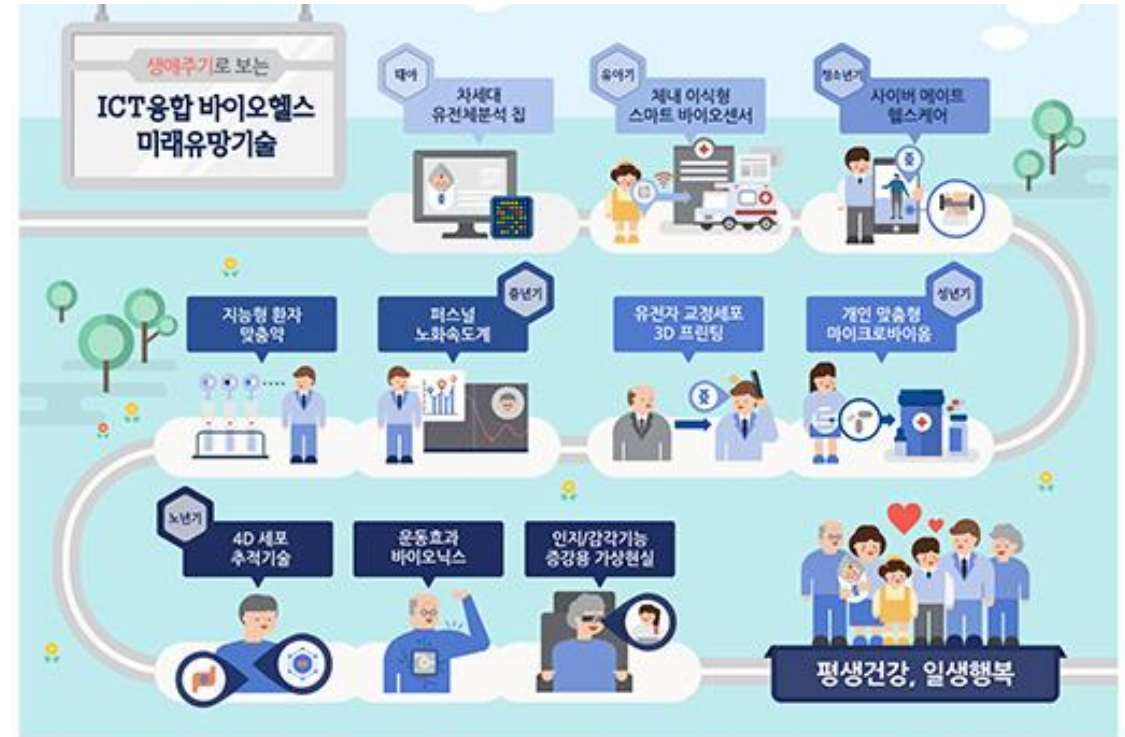 생애주기로 보는
ICT융합 바이오헬스
미래유망기술
태아
차세대
유전체분석 칩
유아기
체내 이식형
스마트 바이오센서
청소년기
사이버 메이트
헬스케어
성년기
개인 맞춤형
마이크로바이옴
유전자 교정세포
3D 프린팅
중년기
퍼스널
노화속도계
지능형 환자
맞춤약
노년기
4D 세포
추적기술
운동효과
바이오닉스
인지/감각기능
증강용 가상현실
평생건강, 일생행복